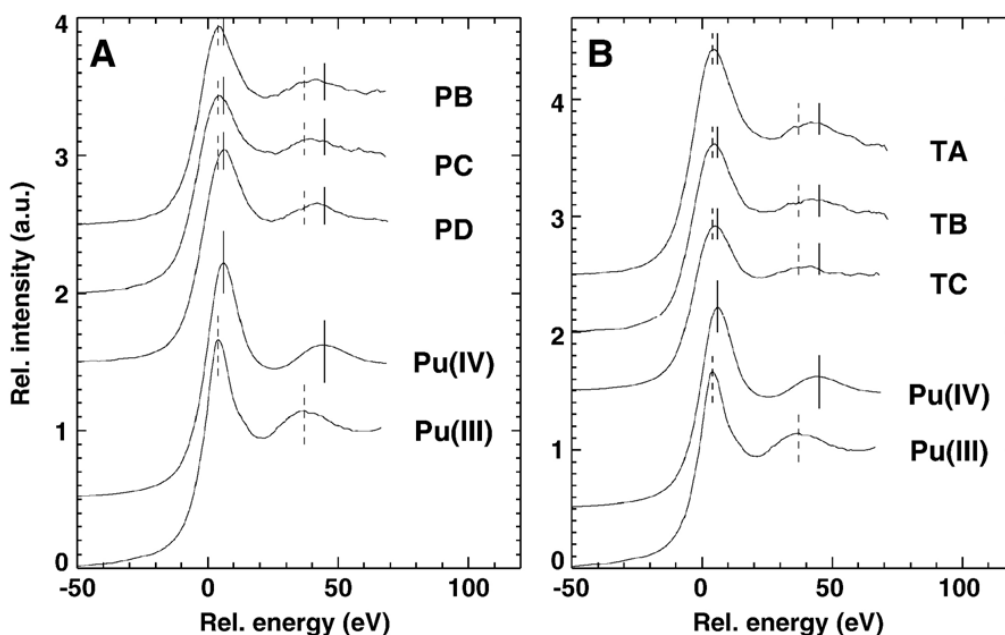 A
4
3
2
1
0
PB
PC
PD
Pu(IV)
Pu(III)
-50
0
50
100
Rel. energy (eV)
Rel. intensity (a.u.)
B
4
3
2
1
0
TA
TB
TC
Pu(IV)
Pu(III)
-50
0
50
100
Rel. energy (eV)